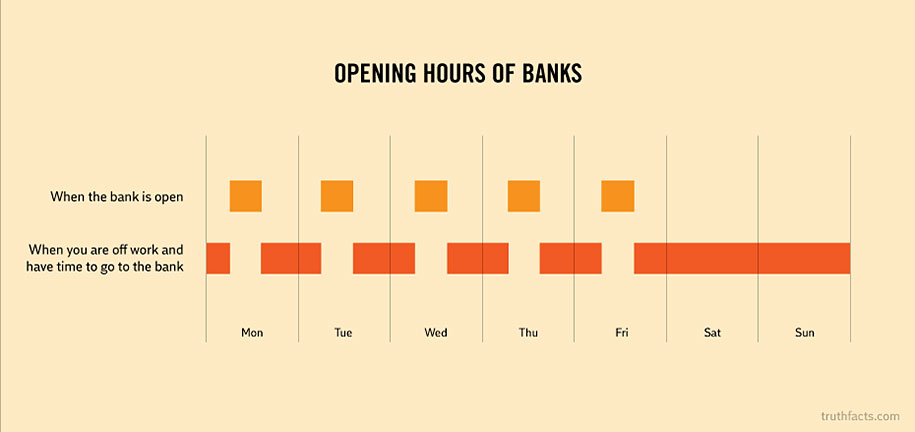 OPENING HOURS OF BANKS
When the bank is open
When you are off work and
have time to go to the bank
Mon Tue Wed Thu Fri Sat Sun
truthfacts.com